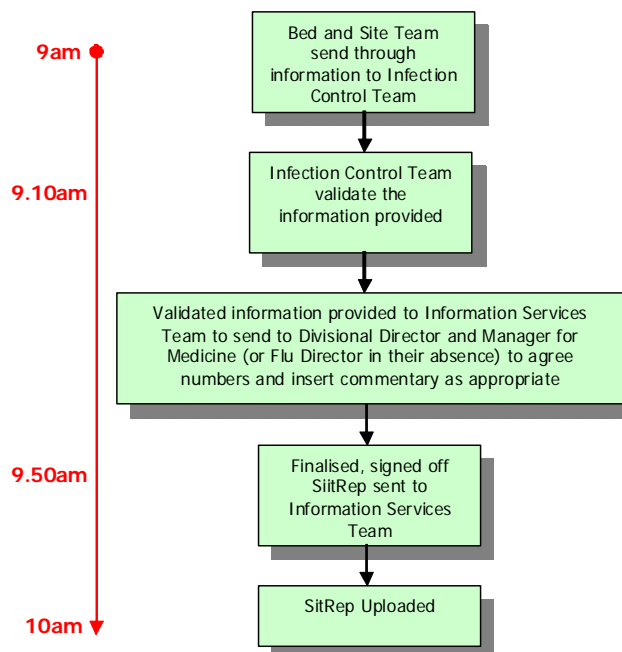 9am
Bed and Site Team
send through
information to Infection
Control Team
9.10am
Infection Control Team
validate the
information provided
Validated information provided to Information Services
Team to send to Divisional Director and Manager for
Medicine (or Flu Director in their absence) to agree
numbers and insert commentary as appropriate
9.50am
Finalised, signed off
SiitRep sent to
Information Services
Team
SitRep Uploaded
10am